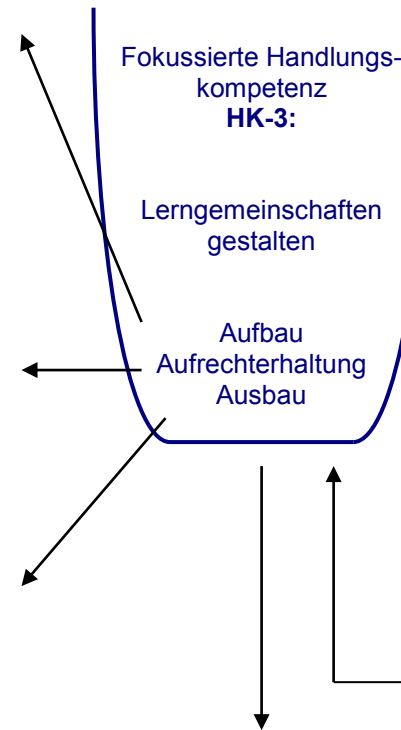 Fokussierte Handlungs-
kompetenz
HK-3:
Lerngemeinschaften
gestalten
Aufbau
Aufrechterhaltung
Ausbau